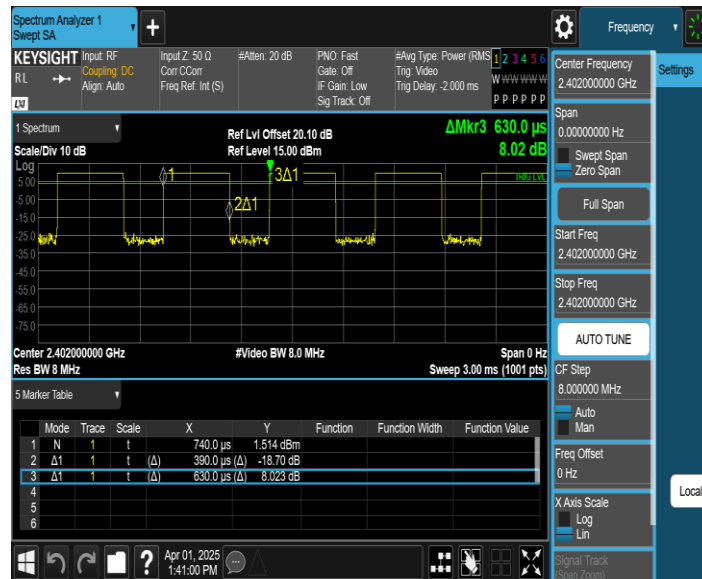 Spectrum Analyzer 1
Swept SA
Frequency
KEYSIGHT
RL
LXI
Input: RF
Coupling: DC
Align: Auto
Input Z: 50 Ω
Corr CCorr
Freq Ref: Int (S)
#Atten: 20 dB
PNO: Fast
Gate: Off
IF Gain: Low
Sig Track: Off
#Avg Type: Power (RMS
Trig: Video
Trig Delay: -2.000 ms
1 2 3 4 5 6
W W W W W W
P P P P P P
Settings
Center Frequency
2.402000000 GHz
Span
0.00000000 Hz
Swept Span
Zero Span
Full Span
Start Freq
2.402000000 GHz
Stop Freq
2.402000000 GHz
AUTO TUNE
CF Step
8.000000 MHz
Auto
Man
Freq Offset
0 Hz
X Axis Scale
Log
Lin
Signal Track
(Span Zoom)
Local
1 Spectrum
Scale/Div 10 dB
Ref Lvl Offset 20.10 dB
Ref Level 15.00 dBm
ΔMkr3 630.0 µs
8.02 dB
Log
5.00
-5.00
-15.0
-25.0
-35.0
-45.0
-55.0
-65.0
-75.0
1
2Δ1
3Δ1
TRIG LVL
Center 2.402000000 GHz
Res BW 8 MHz
#Video BW 8.0 MHz
Span 0 Hz
Sweep 3.00 ms (1001 pts)
5 Marker Table
Mode Trace Scale X Y Function Function Width Function Value
1 N 1 t 740.0 µs 1.514 dBm
2 Δ1 1 t (Δ) 390.0 µs (Δ) -18.70 dB
3 Δ1 1 t (Δ) 630.0 µs (Δ) 8.023 dB
4
5
6
?
Apr 01, 2025
1:41:00 PM